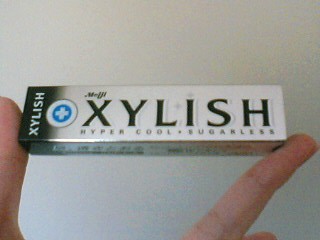 XYLISH
Meiji
XYLISH
HYPER COOL • SUGARLESS